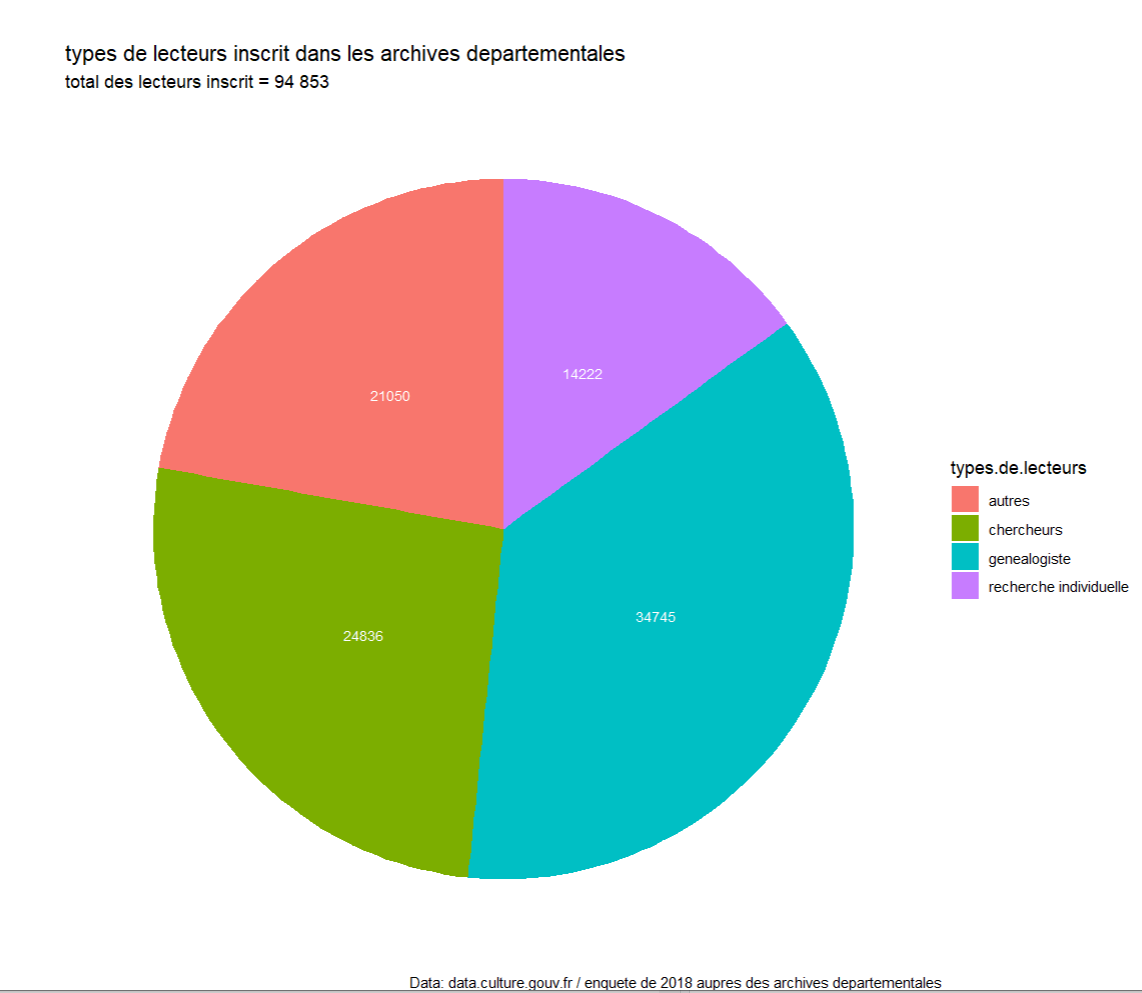 types de lecteurs inscrit dans les archives departementales
total des lecteurs inscrit = 94 853
14222
21050
34745
24836
types.de.lecteurs
autres
chercheurs
genealogiste
recherche individuelle
Data: data.culture.gouv.fr / enquete de 2018 aupres des archives departementales